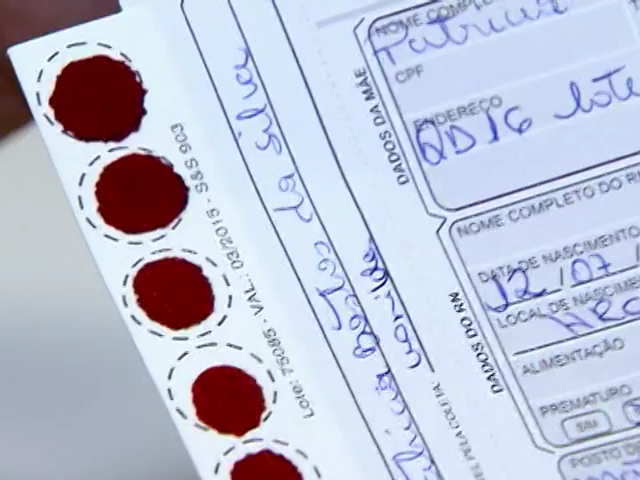 NOME COMPLE
Patricia
CPF
ENDEREÇO
QD 16 lote
DADOS DA MÃE
NOME COMPLETO DO RN
DATA DE NASCIMENTO
12/07/
LOCAL DE NASCIME
HRC
ALIMENTAÇÃO
PREMATURO
SIM
DADOS DO RN
POSTO DE
da silva
Lote: 75085 - VAL.: 03/2015 - S&S 903